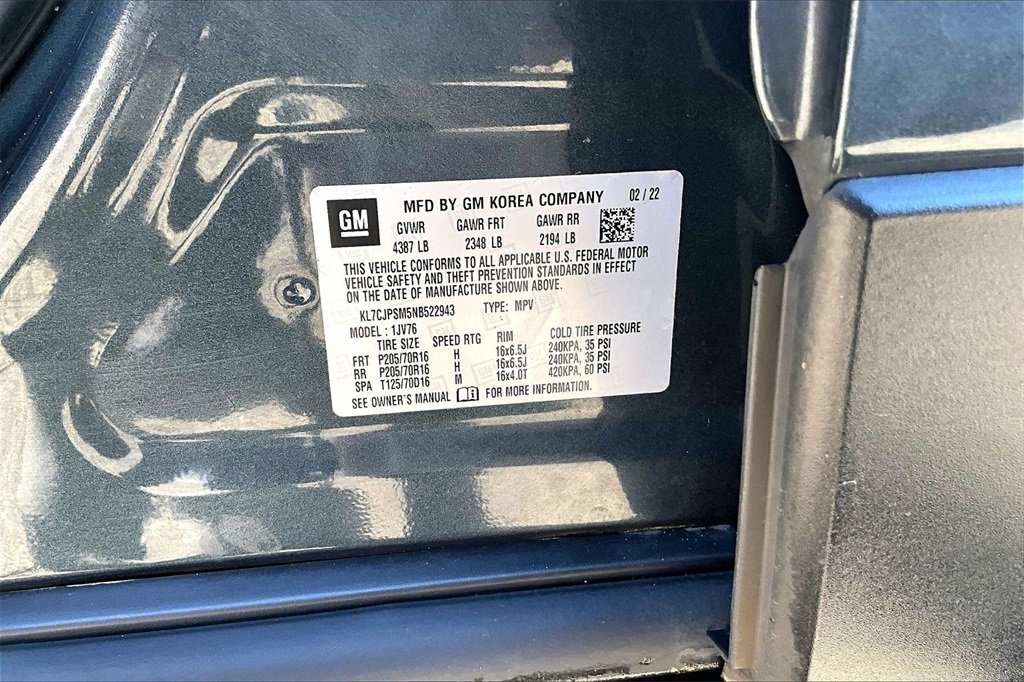 GM
MFD BY GM KOREA COMPANY 02 / 22
GVWR GAWR FRT GAWR RR
4387 LB 2348 LB 2194 LB
THIS VEHICLE CONFORMS TO ALL APPLICABLE U.S. FEDERAL MOTOR
VEHICLE SAFETY AND THEFT PREVENTION STANDARDS IN EFFECT
ON THE DATE OF MANUFACTURE SHOWN ABOVE.
KL7CJPSM5NB522943 TYPE: MPV
MODEL: 1JV76
TIRE SIZE SPEED RTG RIM COLD TIRE PRESSURE
FRT P205/70R16 H 16x6.5J 240KPA, 35 PSI
RR P205/70R16 H 16x6.5J 240KPA, 35 PSI
SPA T125/70D16 M 16x4.0T 420KPA, 60 PSI
SEE OWNER'S MANUAL FOR MORE INFORMATION.